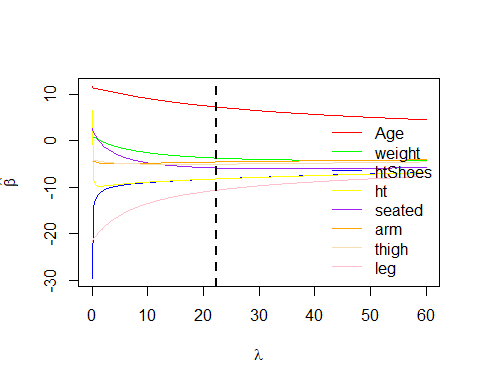 10
0
-10
-20
-30
β̂
Age
weight
htShoes
ht
seated
arm
thigh
leg
0 10 20 30 40 50 60
λ